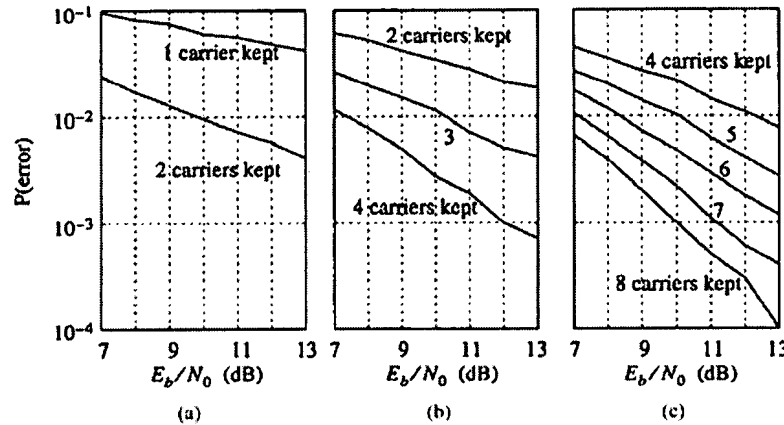 10⁻¹
10⁻²
10⁻³
10⁻⁴
P(error)
1 carrier kept
2 carriers kept
7 9 11 13
E_b/N_0 (dB)
(a)
2 carriers kept
3
4 carriers kept
7 9 11 13
E_b/N_0 (dB)
(b)
4 carriers kept
5
6
7
8 carriers kept
7 9 11 13
E_b/N_0 (dB)
(c)